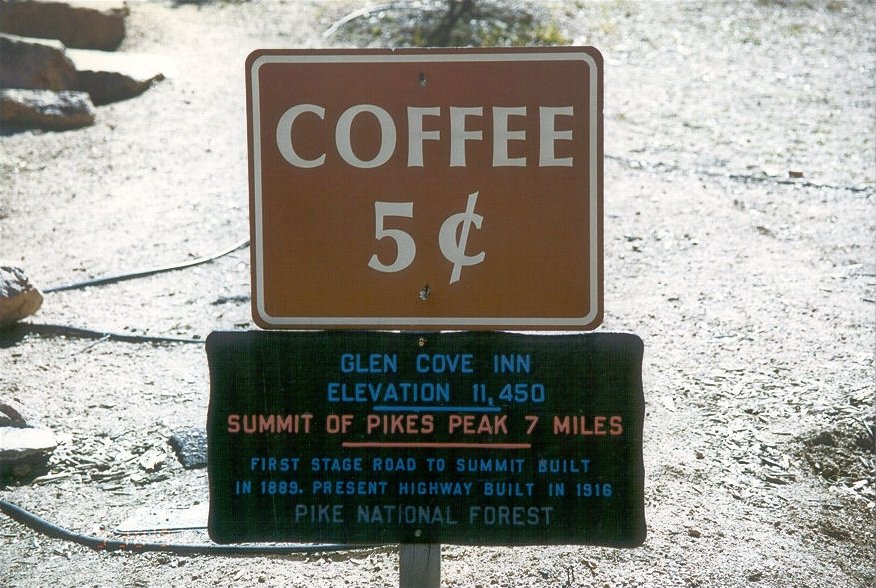 COFFEE
5¢
GLEN COVE INN
ELEVATION 11,450
SUMMIT OF PIKES PEAK 7 MILES
FIRST STAGE ROAD TO SUMMIT BUILT
IN 1889. PRESENT HIGHWAY BUILT IN 1916
PIKE NATIONAL FOREST